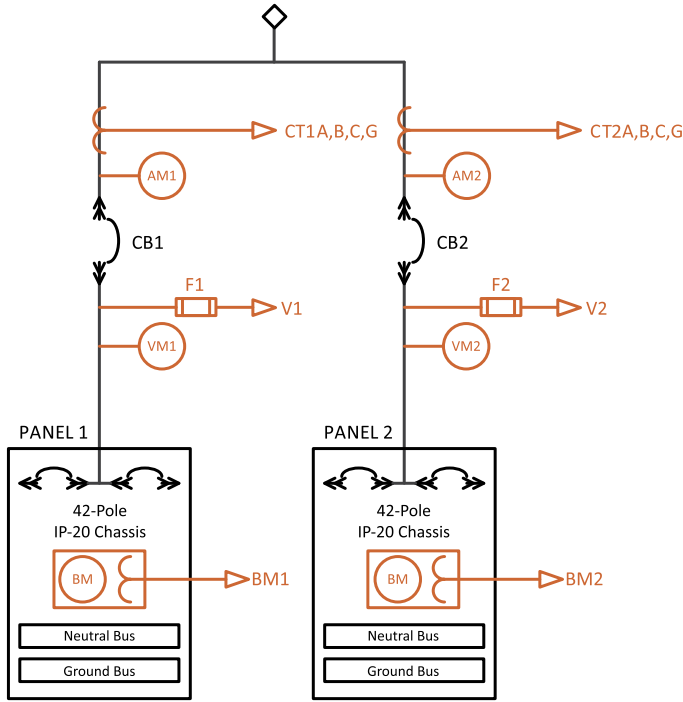 CT1A,B,C,G
CT2A,B,C,G
AM1
AM2
CB1
CB2
F1
F2
V1
V2
VM1
VM2
PANEL 1
PANEL 2
42-Pole
IP-20 Chassis
42-Pole
IP-20 Chassis
BM
BM1
BM
BM2
Neutral Bus
Neutral Bus
Ground Bus
Ground Bus